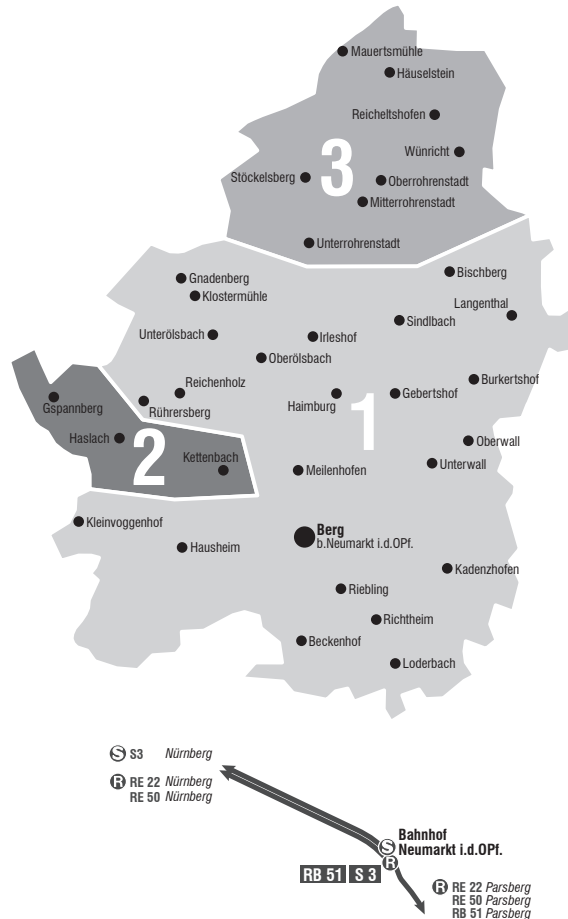 Mauertsmühle
Häuselstein
Reicheltshofen
Wünricht
3
Stöckelsberg
Oberrohrenstadt
Mitterrohrenstadt
Unterrohrenstadt
Gnadenberg
Bischberg
Klostermühle
Langenthal
Sindlbach
Unterölsbach
Irleshof
Oberölsbach
Reichenholz
Burkertshof
Gspannberg
Rührersberg
Haimburg
1
Gebertshof
Haslach
2
Oberwall
Kettenbach
Meilenhofen
Unterwall
Kleinvoggenhof
Berg
b.Neumarkt i.d.OPf.
Hausheim
Kadenzhofen
Riebling
Richtheim
Beckenhof
Loderbach
S S3 Nürnberg
R RE 22 Nürnberg
RE 50 Nürnberg
Bahnhof
S Neumarkt i.d.OPf.
R
RB 51 S 3
R RE 22 Parsberg
RE 50 Parsberg
RB 51 Parsberg